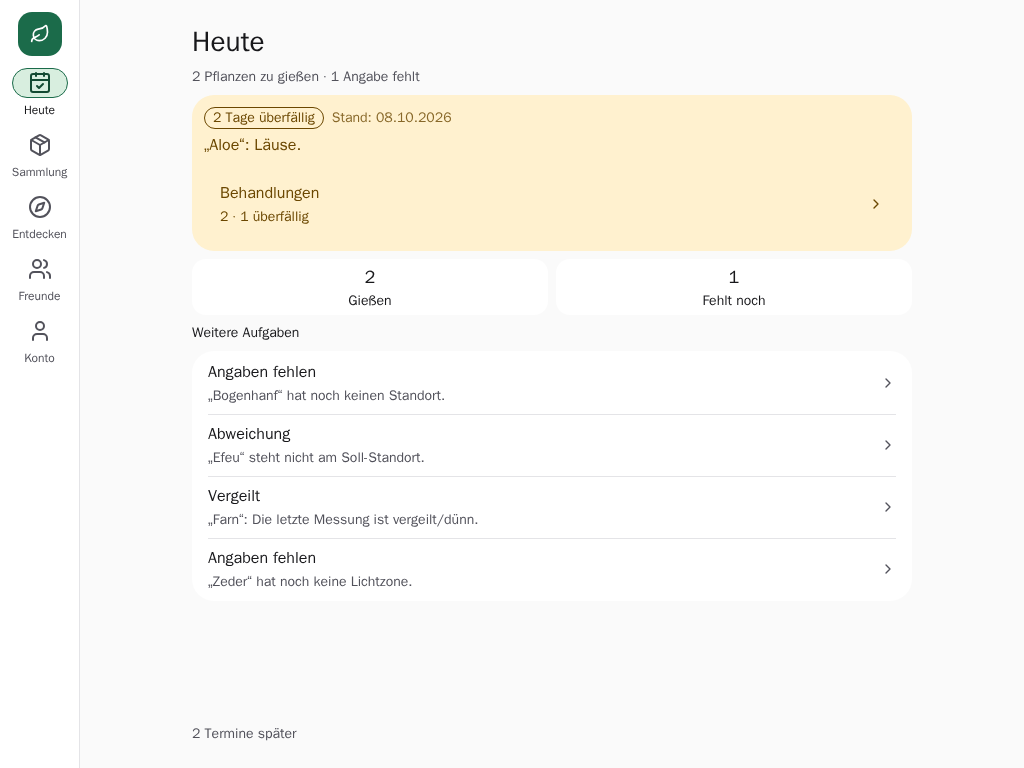 Heute
2 Pflanzen zu gießen · 1 Angabe fehlt
2 Tage überfällig Stand: 08.10.2026
„Aloe“: Läuse.
Behandlungen
2 · 1 überfällig
2
Gießen
1
Fehlt noch
Weitere Aufgaben
Angaben fehlen
„Bogenhanf“ hat noch keinen Standort.
Abweichung
„Efeu“ steht nicht am Soll-Standort.
Vergeilt
„Farn“: Die letzte Messung ist vergeilt/dünn.
Angaben fehlen
„Zeder“ hat noch keine Lichtzone.
2 Termine später
Heute
Sammlung
Entdecken
Freunde
Konto